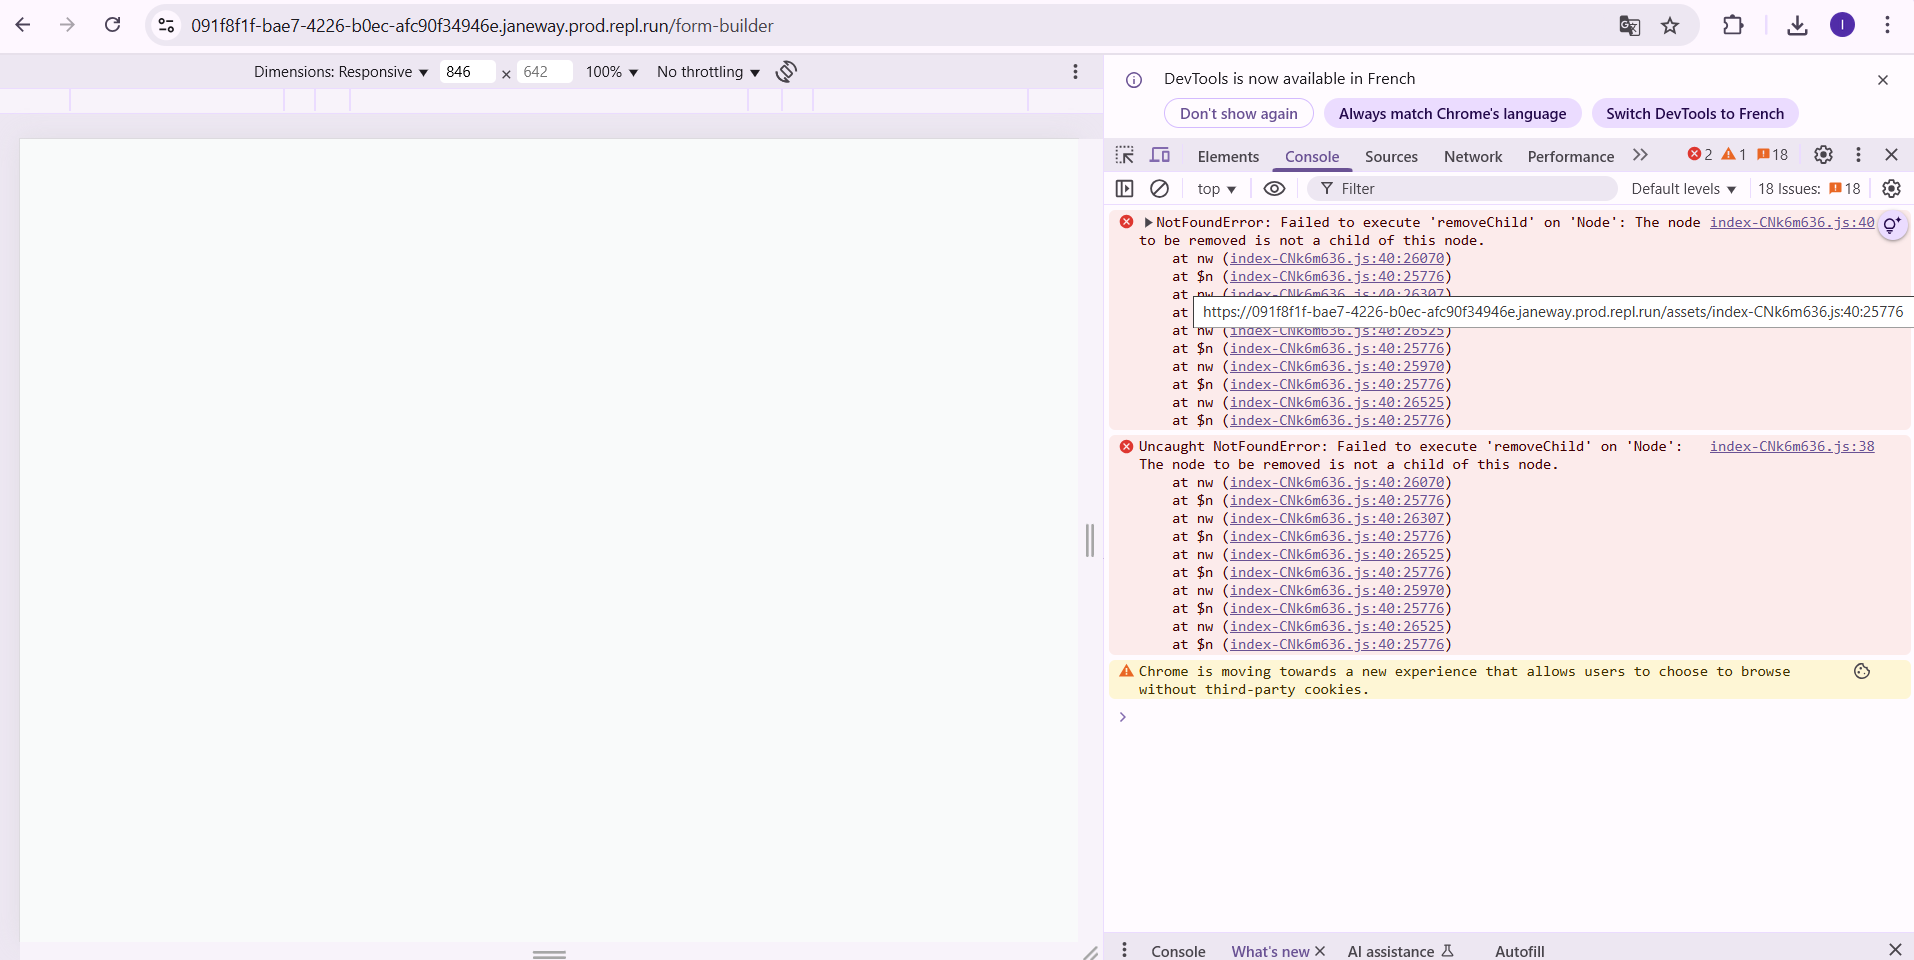 091f8f1f-bae7-4226-b0ec-afc90f34946e.janeway.prod.repl.run/form-builder
I
Dimensions: Responsive ▼ 846 × 642 100% ▼ No throttling ▼
DevTools is now available in French
Don't show again Always match Chrome's language Switch DevTools to French
Elements Console Sources Network Performance 2 1 18
top ▼ Filter Default levels ▼ 18 Issues: 18
NotFoundError: Failed to execute 'removeChild' on 'Node': The node index-CNk6m636.js:40
to be removed is not a child of this node.
at nw (index-CNk6m636.js:40:26070)
at $n (index-CNk6m636.js:40:25776)
at nw (index-CNk6m636.js:40:26307)
at
https://091f8f1f-bae7-4226-b0ec-afc90f34946e.janeway.prod.repl.run/assets/index-CNk6m636.js:40:25776
at nw (index-CNk6m636.js:40:26525)
at $n (index-CNk6m636.js:40:25776)
at nw (index-CNk6m636.js:40:25970)
at $n (index-CNk6m636.js:40:25776)
at nw (index-CNk6m636.js:40:26525)
at $n (index-CNk6m636.js:40:25776)
Uncaught NotFoundError: Failed to execute 'removeChild' on 'Node': index-CNk6m636.js:38
The node to be removed is not a child of this node.
at nw (index-CNk6m636.js:40:26070)
at $n (index-CNk6m636.js:40:25776)
at nw (index-CNk6m636.js:40:26307)
at $n (index-CNk6m636.js:40:25776)
at nw (index-CNk6m636.js:40:26525)
at $n (index-CNk6m636.js:40:25776)
at nw (index-CNk6m636.js:40:25970)
at $n (index-CNk6m636.js:40:25776)
at nw (index-CNk6m636.js:40:26525)
at $n (index-CNk6m636.js:40:25776)
Chrome is moving towards a new experience that allows users to choose to browse
without third-party cookies.
Console What's new AI assistance Autofill